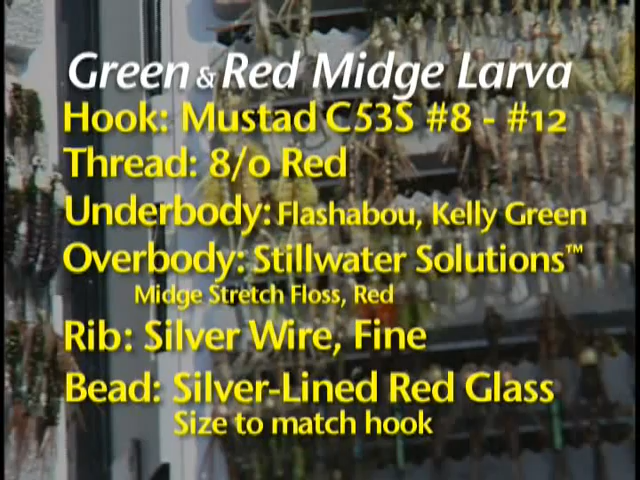 Green & Red Midge Larva
Hook: Mustad C53S #8 - #12
Thread: 8/0 Red
Underbody: Flashabou, Kelly Green
Overbody: Stillwater Solutions™
Midge Stretch Floss, Red
Rib: Silver Wire, Fine
Bead: Silver-Lined Red Glass
Size to match hook